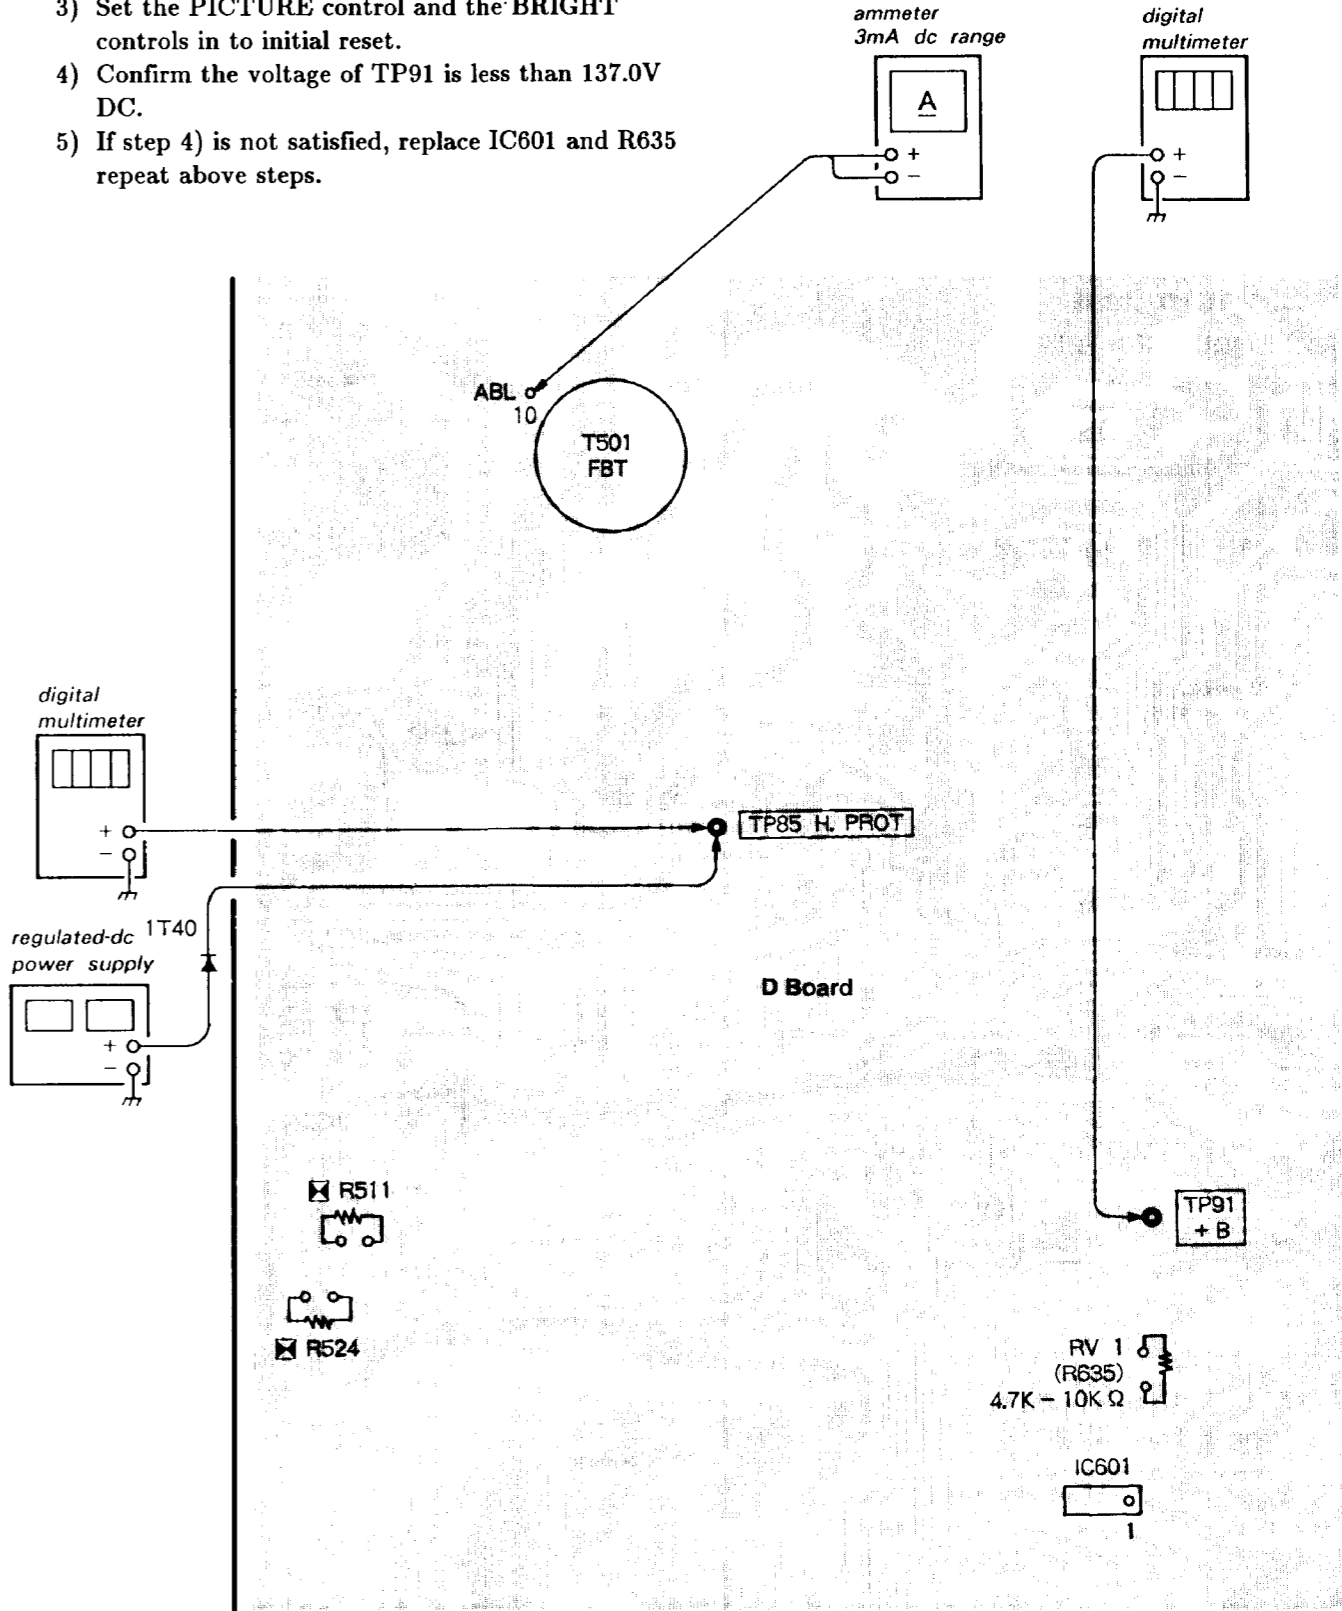 3) Set the PICTURE control and the BRIGHT
controls in to initial reset.
4) Confirm the voltage of TP91 is less than 137.0V
DC.
5) If step 4) is not satisfied, replace IC601 and R635
repeat above steps.
ammeter
3mA dc range
A
+
−
digital
multimeter
+
−
ABL
10
T501
FBT
digital
multimeter
+
−
TP85 H. PROT
1T40
regulated-dc
power supply
+
−
D Board
R511
R524
TP91
+ B
RV 1
(R635)
4.7K – 10K Ω
IC601
1